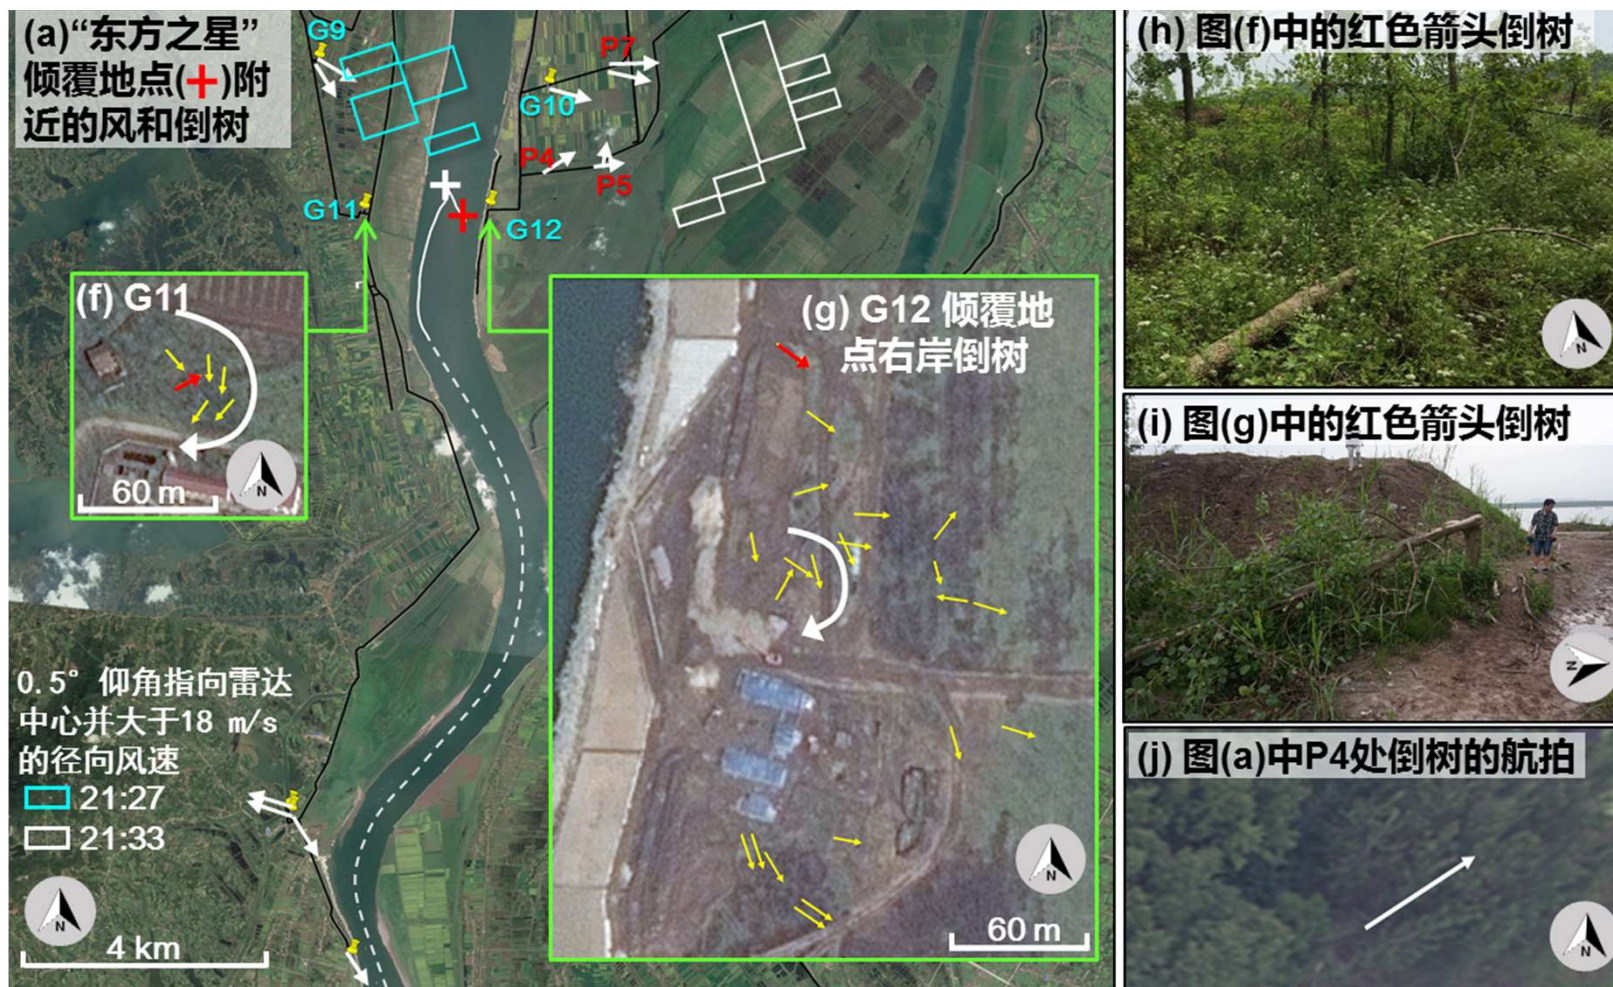 (a)“东方之星”
倾覆地点(+)附
近的风和倒树
G9
P7
G10
P4
P5
G11
G12
(f) G11
60 m
N
(g) G12 倾覆地
点右岸倒树
N
60 m
0.5° 仰角指向雷达
中心并大于18 m/s
的径向风速
21:27
21:33
N
4 km
(h) 图(f)中的红色箭头倒树
N
(i) 图(g)中的红色箭头倒树
N
(j) 图(a)中P4处倒树的航拍
N